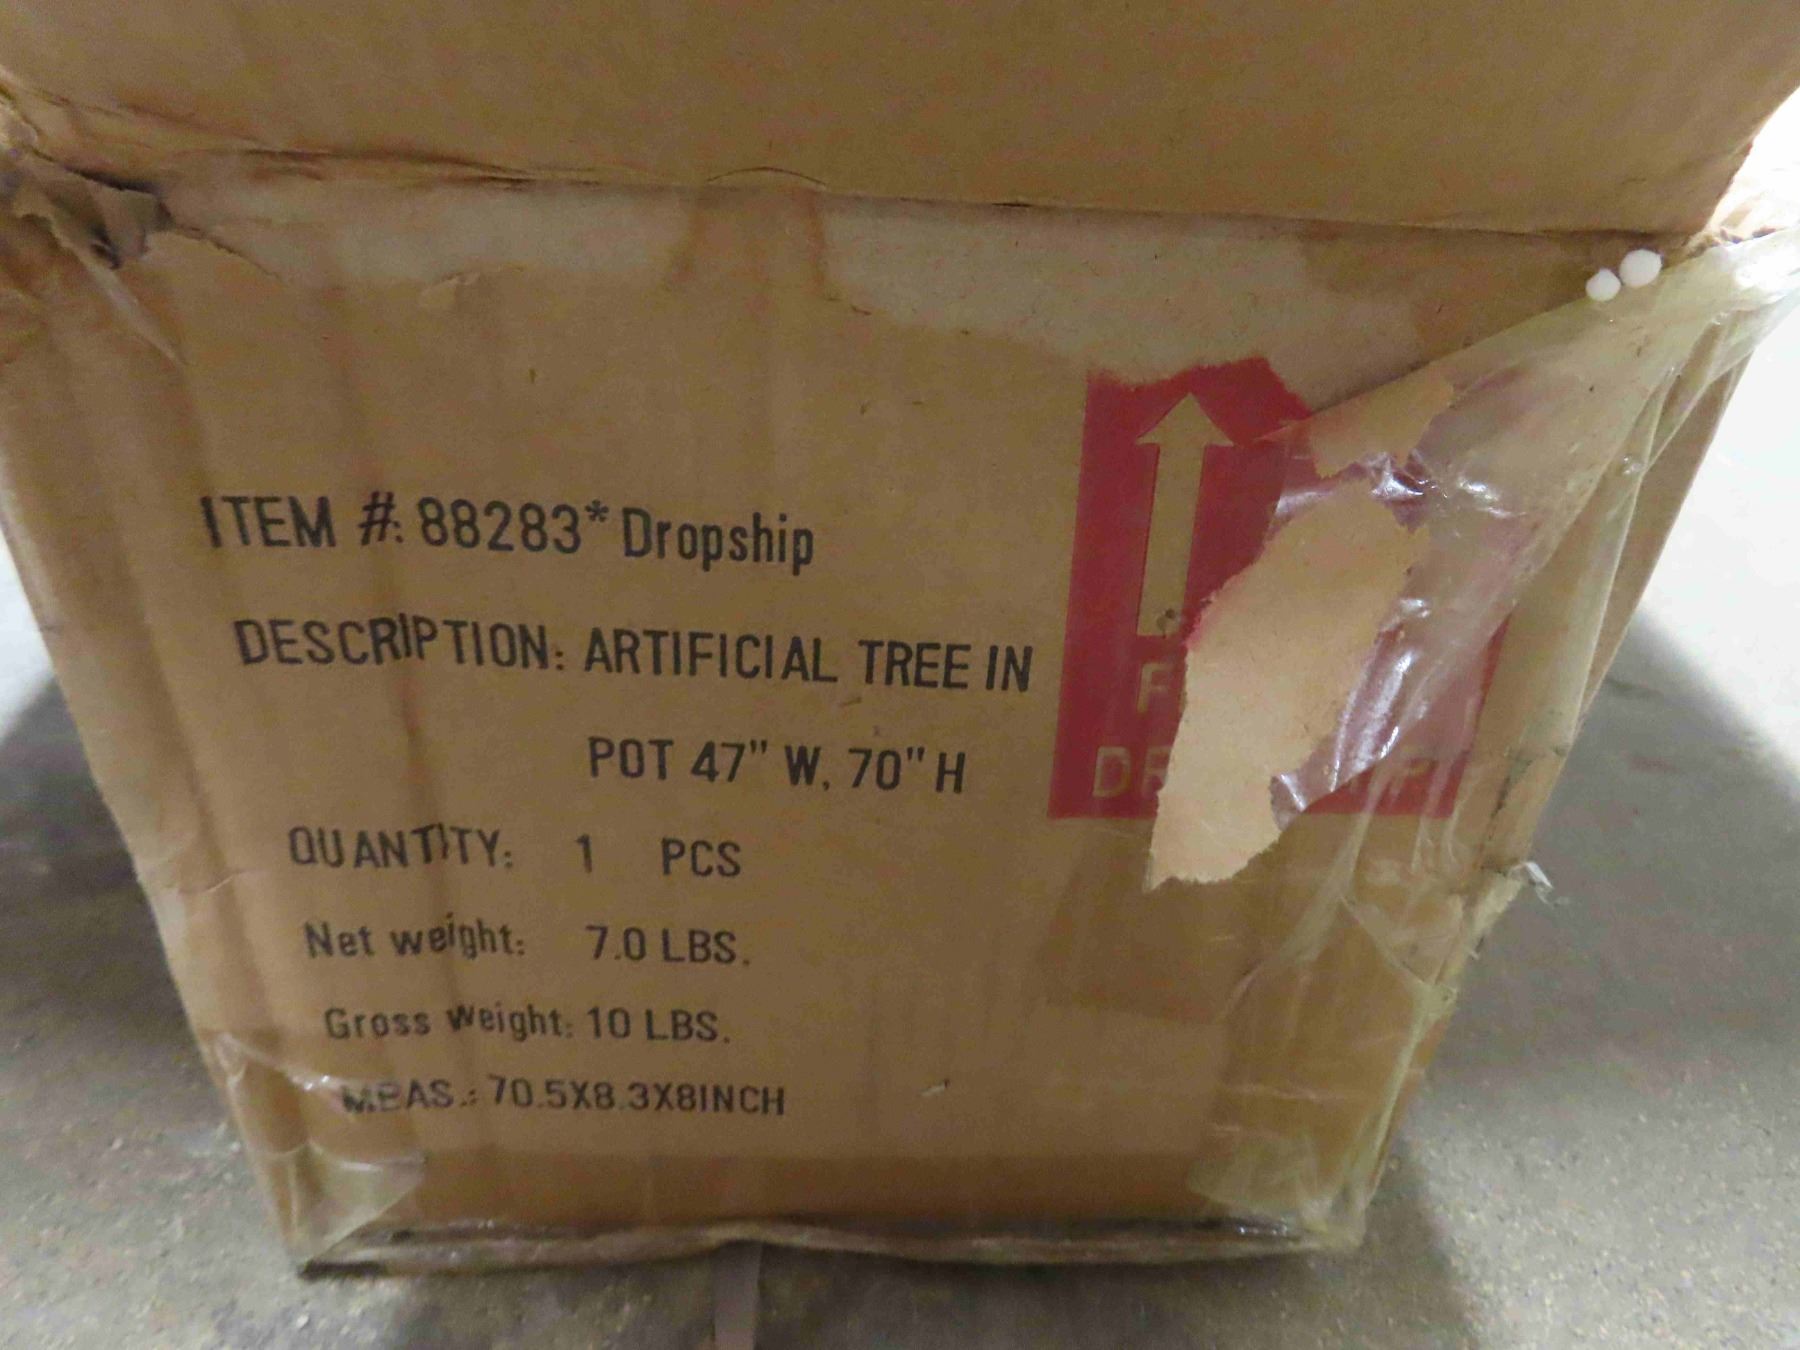 ITEM #: 88283* Dropship
DESCRIPTION: ARTIFICIAL TREE IN
POT 47" W, 70" H
QUANTITY: 1 PCS
Net weight: 7.0 LBS.
Gross Weight: 10 LBS.
MEAS.: 70.5X8.3X8INCH